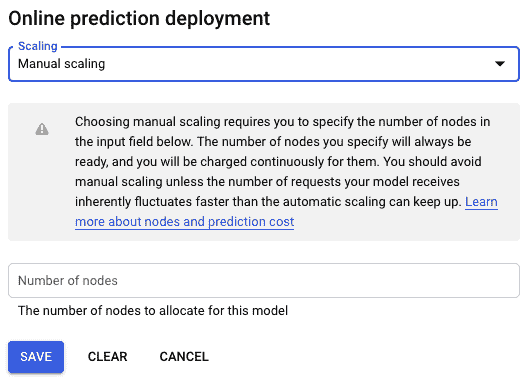 Online prediction deployment
Scaling
Manual scaling
Choosing manual scaling requires you to specify the number of nodes in
the input field below. The number of nodes you specify will always be
ready, and you will be charged continuously for them. You should avoid
manual scaling unless the number of requests your model receives
inherently fluctuates faster than the automatic scaling can keep up. Learn
more about nodes and prediction cost
Number of nodes
The number of nodes to allocate for this model
SAVE CLEAR CANCEL